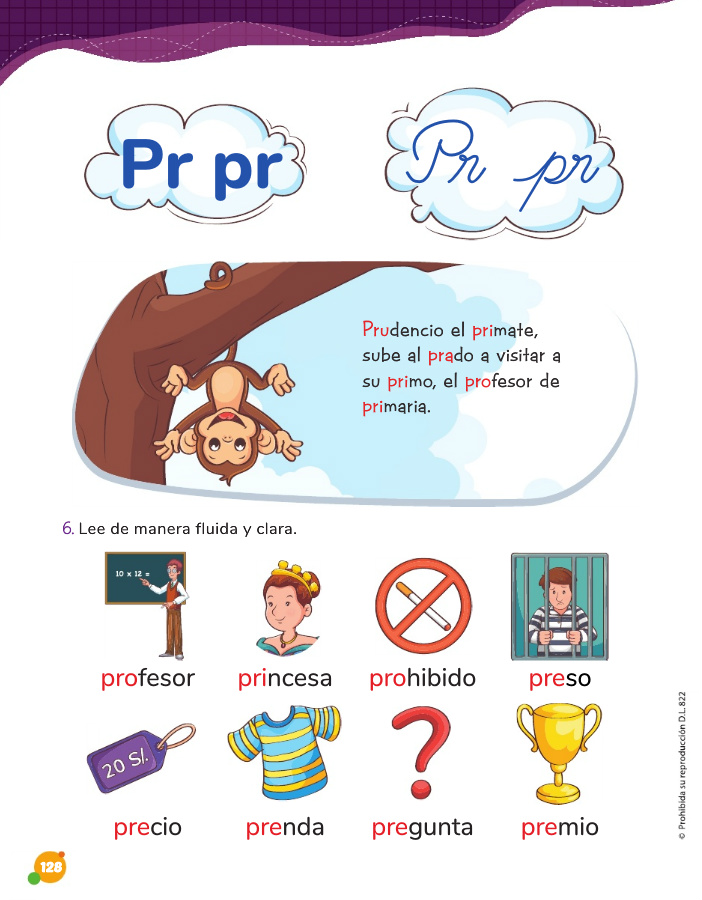 Pr pr
Pr pr
Prudencio el primate,
sube al prado a visitar a
su primo, el profesor de
primaria.
6. Lee de manera fluida y clara.
10 x 12 =
profesor
princesa
prohibido
preso
20 S/.
precio
prenda
pregunta
premio
© Prohibida su reproducción D.L. 822
128